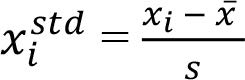 $x_i^{std} = \frac{x_i - \bar{x}}{s}$